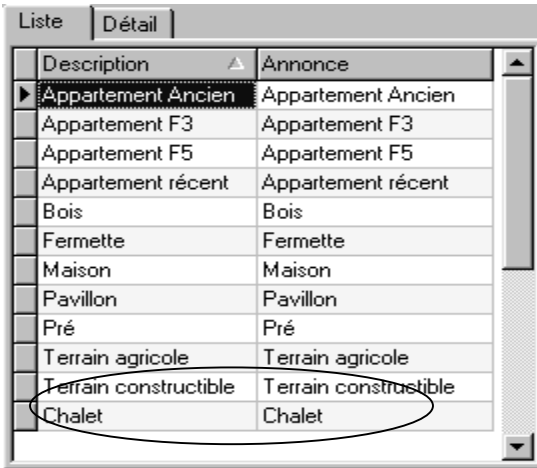 Liste Détail
Description Annonce
Appartement Ancien Appartement Ancien
Appartement F3 Appartement F3
Appartement F5 Appartement F5
Appartement récent Appartement récent
Bois Bois
Fermette Fermette
Maison Maison
Pavillon Pavillon
Pré Pré
Terrain agricole Terrain agricole
Terrain constructible Terrain constructible
Chalet Chalet